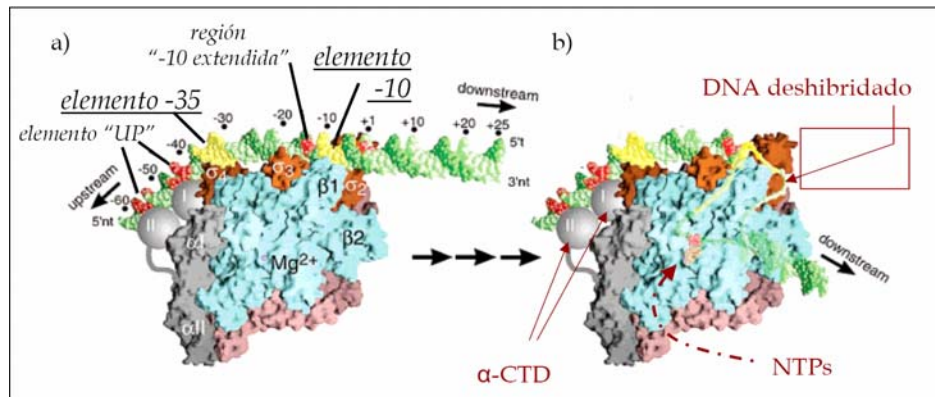 a)
región
"-10 extendida"
elemento
-10
elemento -35
elemento "UP"
downstream
-60
-50
-40
-30
-20
-10
+1
+10
+20
+25
5't
3'nt
upstream
5'nt
σ3
β1
σ2
I
II
αI
β2
Mg2+
αII
b)
DNA deshibridado
I
II
downstream
α-CTD
NTPs